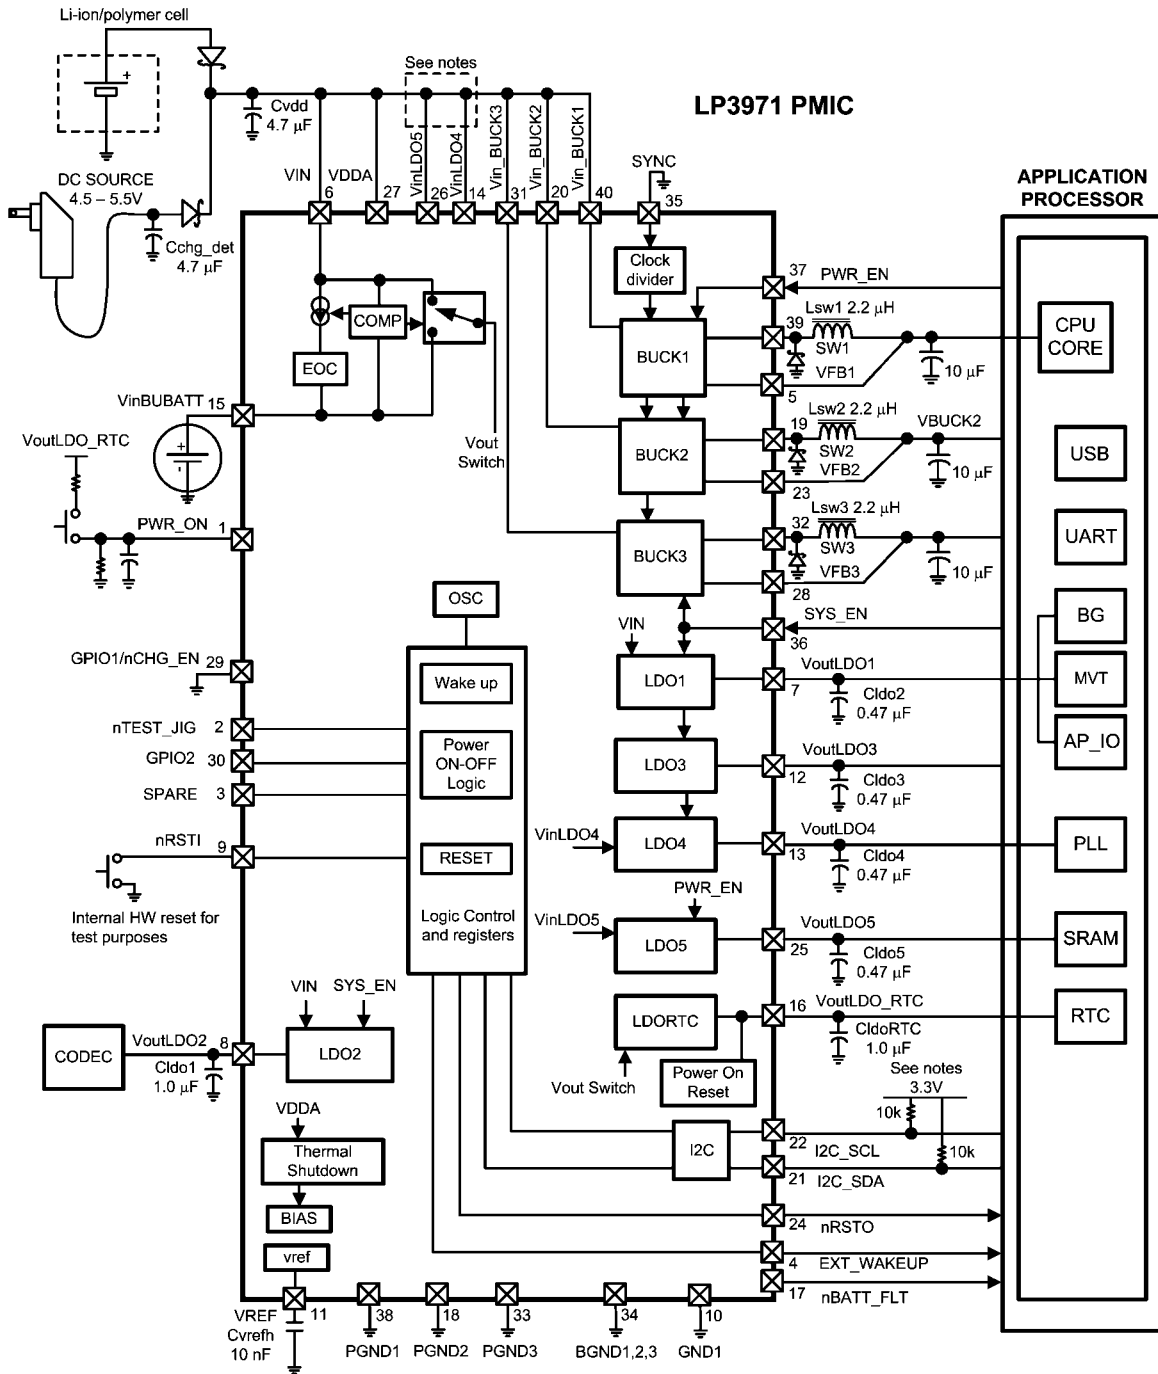 Li-ion/polymer cell
+
See notes
LP3971 PMIC
Cvdd
4.7 µF
DC SOURCE
4.5 – 5.5V
Cchg_det
4.7 µF
VIN
VDDA
VinLDO5
VinLDO4
Vin_BUCK3
Vin_BUCK2
Vin_BUCK1
SYNC
6
27
26
14
31
20
40
35
APPLICATION
PROCESSOR
Clock
divider
37
PWR_EN
COMP
EOC
BUCK1
39
Lsw1 2.2 µH
SW1
VFB1
5
10 µF
CPU
CORE
VinBUBATT
15
+
-
Vout
Switch
BUCK2
19
Lsw2 2.2 µH
VBUCK2
SW2
VFB2
23
10 µF
USB
VoutLDO_RTC
PWR_ON
1
BUCK3
32
Lsw3 2.2 µH
SW3
VFB3
28
10 µF
UART
OSC
SYS_EN
36
BG
GPIO1/nCHG_EN
29
Wake up
VIN
LDO1
VoutLDO1
7
Cldo2
0.47 µF
MVT
nTEST_JIG
2
GPIO2
30
SPARE
3
Power
ON-OFF
Logic
LDO3
VoutLDO3
12
Cldo3
0.47 µF
AP_IO
nRSTI
9
RESET
VinLDO4
LDO4
VoutLDO4
13
Cldo4
0.47 µF
PLL
Internal HW reset for
test purposes
Logic Control
and registers
PWR_EN
VinLDO5
LDO5
VoutLDO5
25
Cldo5
0.47 µF
SRAM
VIN
SYS_EN
LDORTC
16
VoutLDO_RTC
CldoRTC
1.0 µF
RTC
CODEC
VoutLDO2
8
Cldo1
1.0 µF
LDO2
Vout Switch
Power On
Reset
See notes
3.3V
10k
10k
VDDA
Thermal
Shutdown
I2C
22
I2C_SCL
21
I2C_SDA
BIAS
24
nRSTO
vref
4
EXT_WAKEUP
17
nBATT_FLT
VREF
11
Cvrefh
10 nF
38
PGND1
18
PGND2
33
PGND3
34
BGND1,2,3
10
GND1